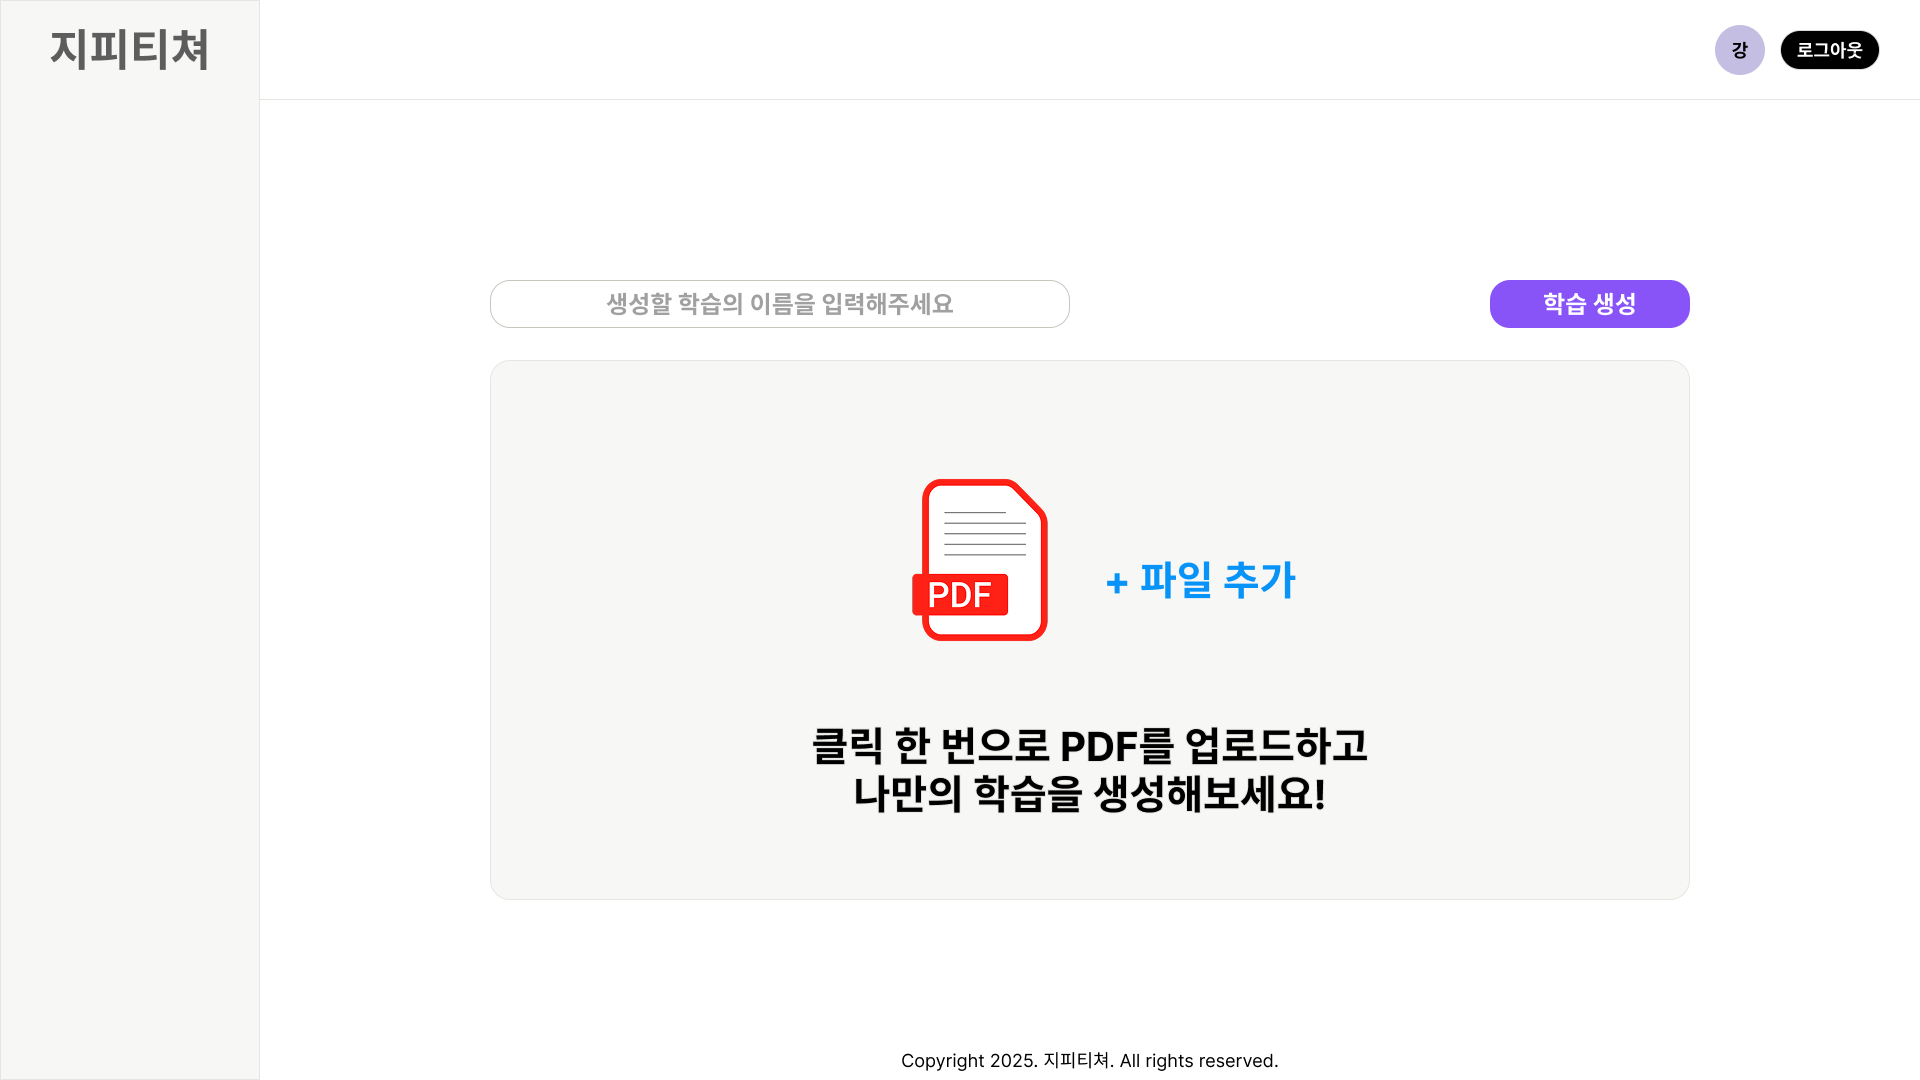 지피티쳐
강
로그아웃
생성할 학습의 이름을 입력해주세요
학습 생성
PDF
+ 파일 추가
클릭 한 번으로 PDF를 업로드하고
나만의 학습을 생성해보세요!
Copyright 2025. 지피티쳐. All rights reserved.